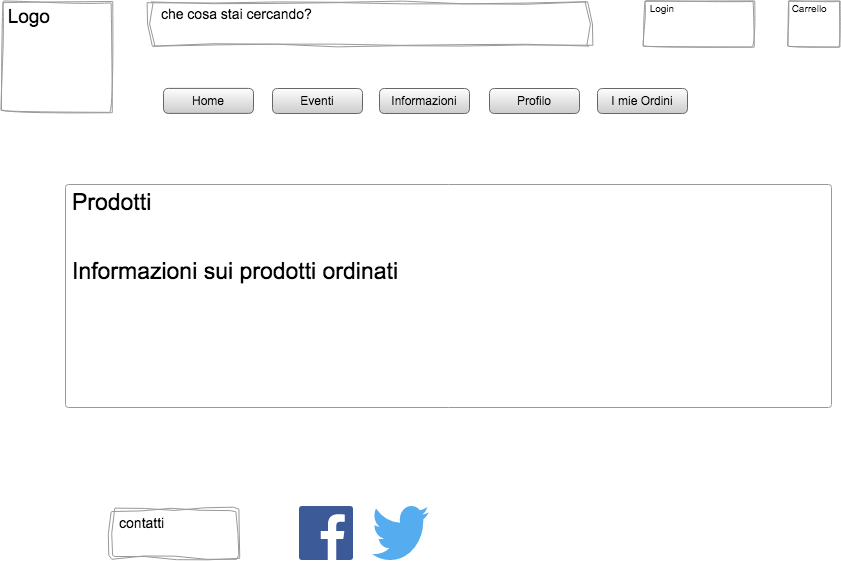 Logo
che cosa stai cercando?
Login
Carrello
Home
Eventi
Informazioni
Profilo
I mie Ordini
Prodotti
Informazioni sui prodotti ordinati
contatti